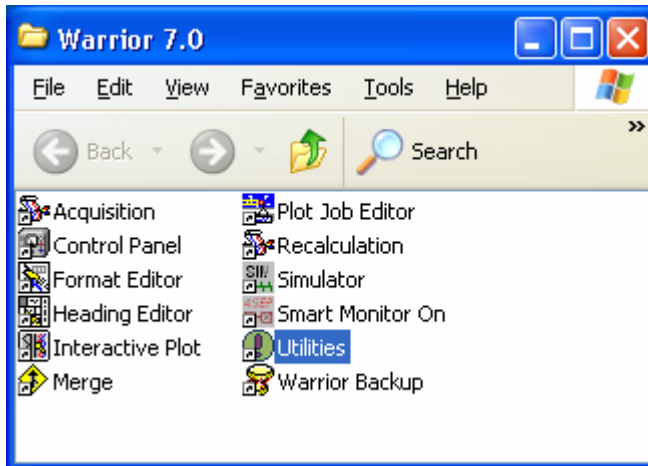 Warrior 7.0
File Edit View Favorites Tools Help
Back Search »
Acquisition Plot Job Editor
Control Panel Recalculation
Format Editor SIM Simulator
Heading Editor Smart Monitor On
Interactive Plot Utilities
Merge Warrior Backup